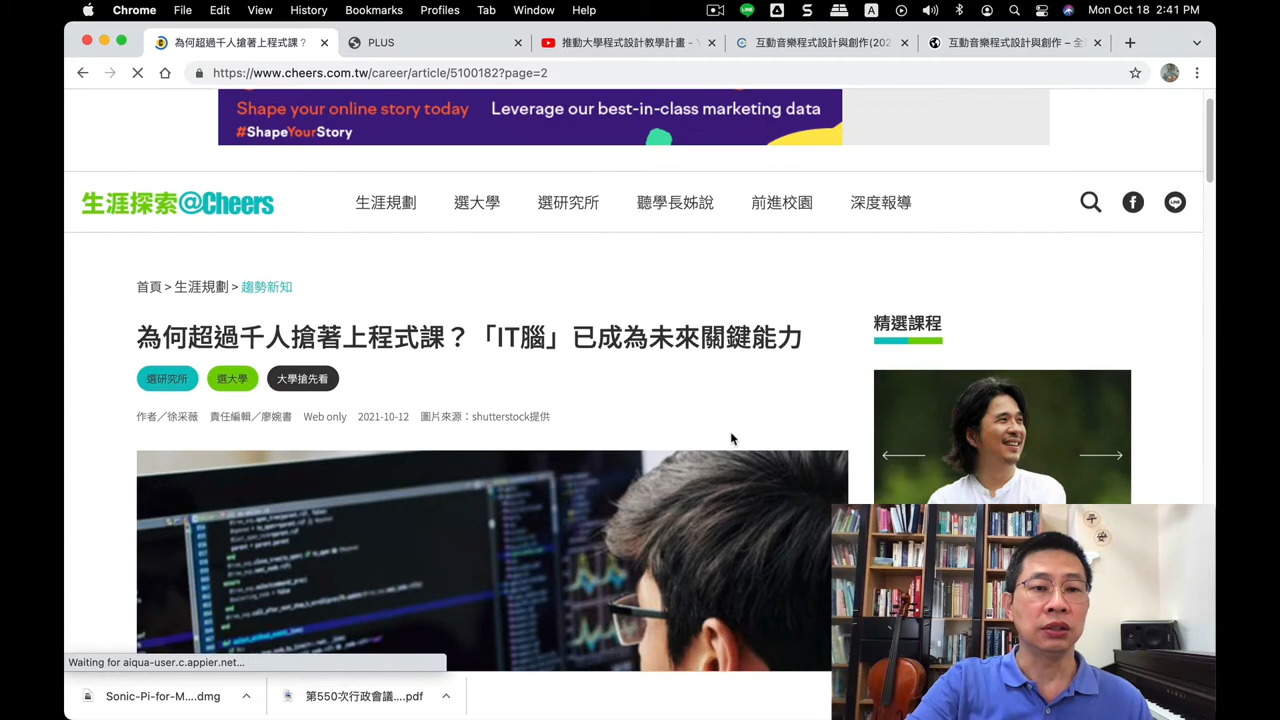 Chrome File Edit View History Bookmarks Profiles Tab Window Help
A
Mon Oct 18 2:41 PM
為何超過千人搶著上程式課？
PLUS
推動大學程式設計教學計畫 - Y
互動音樂程式設計與創作(202
互動音樂程式設計與創作 – 全
https://www.cheers.com.tw/career/article/5100182?page=2
Shape your online story today
Leverage our best-in-class marketing data
#ShapeYourStory
生涯探索@Cheers
生涯規劃 選大學 選研究所 聽學長姊說 前進校園 深度報導
首頁 > 生涯規劃 > 趨勢新知
為何超過千人搶著上程式課？「IT腦」已成為未來關鍵能力
精選課程
選研究所 選大學 大學搶先看
作者／徐采薇 責任編輯／廖婉書 Web only 2021-10-12 圖片來源：shutterstock提供
Waiting for aiqua-user.c.appier.net...
Sonic-Pi-for-M....dmg
第550次行政會議....pdf